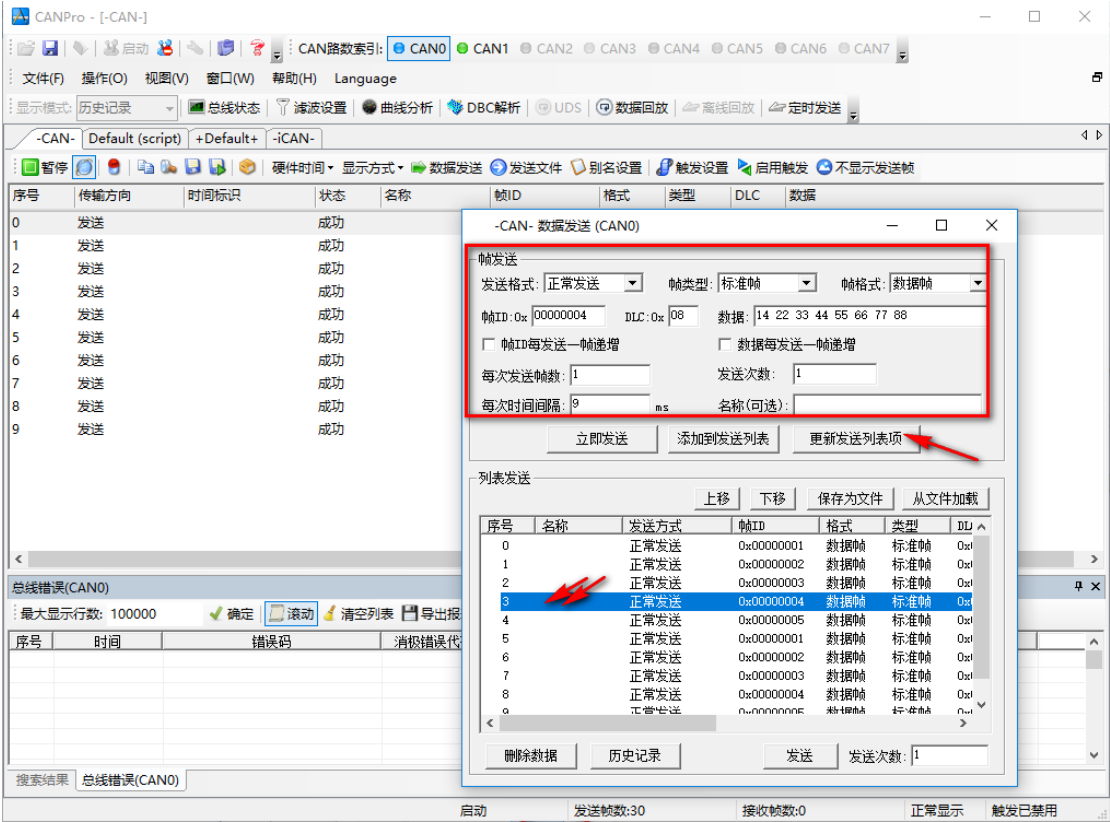 CANPro - [-CAN-]
启动 CAN路数索引: CAN0 CAN1 CAN2 CAN3 CAN4 CAN5 CAN6 CAN7
文件(F) 操作(O) 视图(V) 窗口(W) 帮助(H) Language
显示模式: 历史记录 总线状态 滤波设置 曲线分析 DBC解析 UDS 数据回放 离线回放 定时发送
-CAN- Default (script) +Default+ -iCAN-
暂停 硬件时间 显示方式 数据发送 发送文件 别名设置 触发设置 启用触发 不显示发送帧
序号 传输方向 时间标识 状态 名称 帧ID 格式 类型 DLC 数据
0 发送 成功
1 发送 成功
2 发送 成功
3 发送 成功
4 发送 成功
5 发送 成功
6 发送 成功
7 发送 成功
8 发送 成功
9 发送 成功
-CAN- 数据发送 (CAN0)
帧发送
发送格式: 正常发送 帧类型: 标准帧 帧格式: 数据帧
帧ID:0x 00000004 DLC:0x 08 数据: 14 22 33 44 55 66 77 88
帧ID每发送一帧递增 数据每发送一帧递增
每次发送帧数: 1 发送次数: 1
每次时间间隔: 9 ms 名称(可选):
立即发送 添加到发送列表 更新发送列表项
列表发送
上移 下移 保存为文件 从文件加载
序号 名称 发送方式 帧ID 格式 类型 DL
0 正常发送 0x00000001 数据帧 标准帧 0x
1 正常发送 0x00000002 数据帧 标准帧 0x
2 正常发送 0x00000003 数据帧 标准帧 0x
3 正常发送 0x00000004 数据帧 标准帧 0x
4 正常发送 0x00000005 数据帧 标准帧 0x
5 正常发送 0x00000001 数据帧 标准帧 0x
6 正常发送 0x00000002 数据帧 标准帧 0x
7 正常发送 0x00000003 数据帧 标准帧 0x
8 正常发送 0x00000004 数据帧 标准帧 0x
9 正常发送 0x00000005 数据帧 标准帧 0x
删除数据 历史记录 发送 发送次数: 1
总线错误(CAN0)
最大显示行数: 100000 确定 滚动 清空列表 导出报
序号 时间 错误码 消极错误代
搜索结果 总线错误(CAN0)
启动 发送帧数:30 接收帧数:0 正常显示 触发已禁用